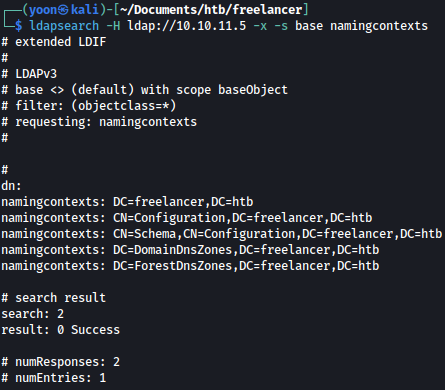 ┌──(yoon㉿kali)-[~/Documents/htb/freelancer]
└─$ ldapsearch -H ldap://10.10.11.5 -x -s base namingcontexts
# extended LDIF
#
# LDAPv3
# base <> (default) with scope baseObject
# filter: (objectclass=*)
# requesting: namingcontexts
#

#
dn:
namingcontexts: DC=freelancer,DC=htb
namingcontexts: CN=Configuration,DC=freelancer,DC=htb
namingcontexts: CN=Schema,CN=Configuration,DC=freelancer,DC=htb
namingcontexts: DC=DomainDnsZones,DC=freelancer,DC=htb
namingcontexts: DC=ForestDnsZones,DC=freelancer,DC=htb

# search result
search: 2
result: 0 Success

# numResponses: 2
# numEntries: 1